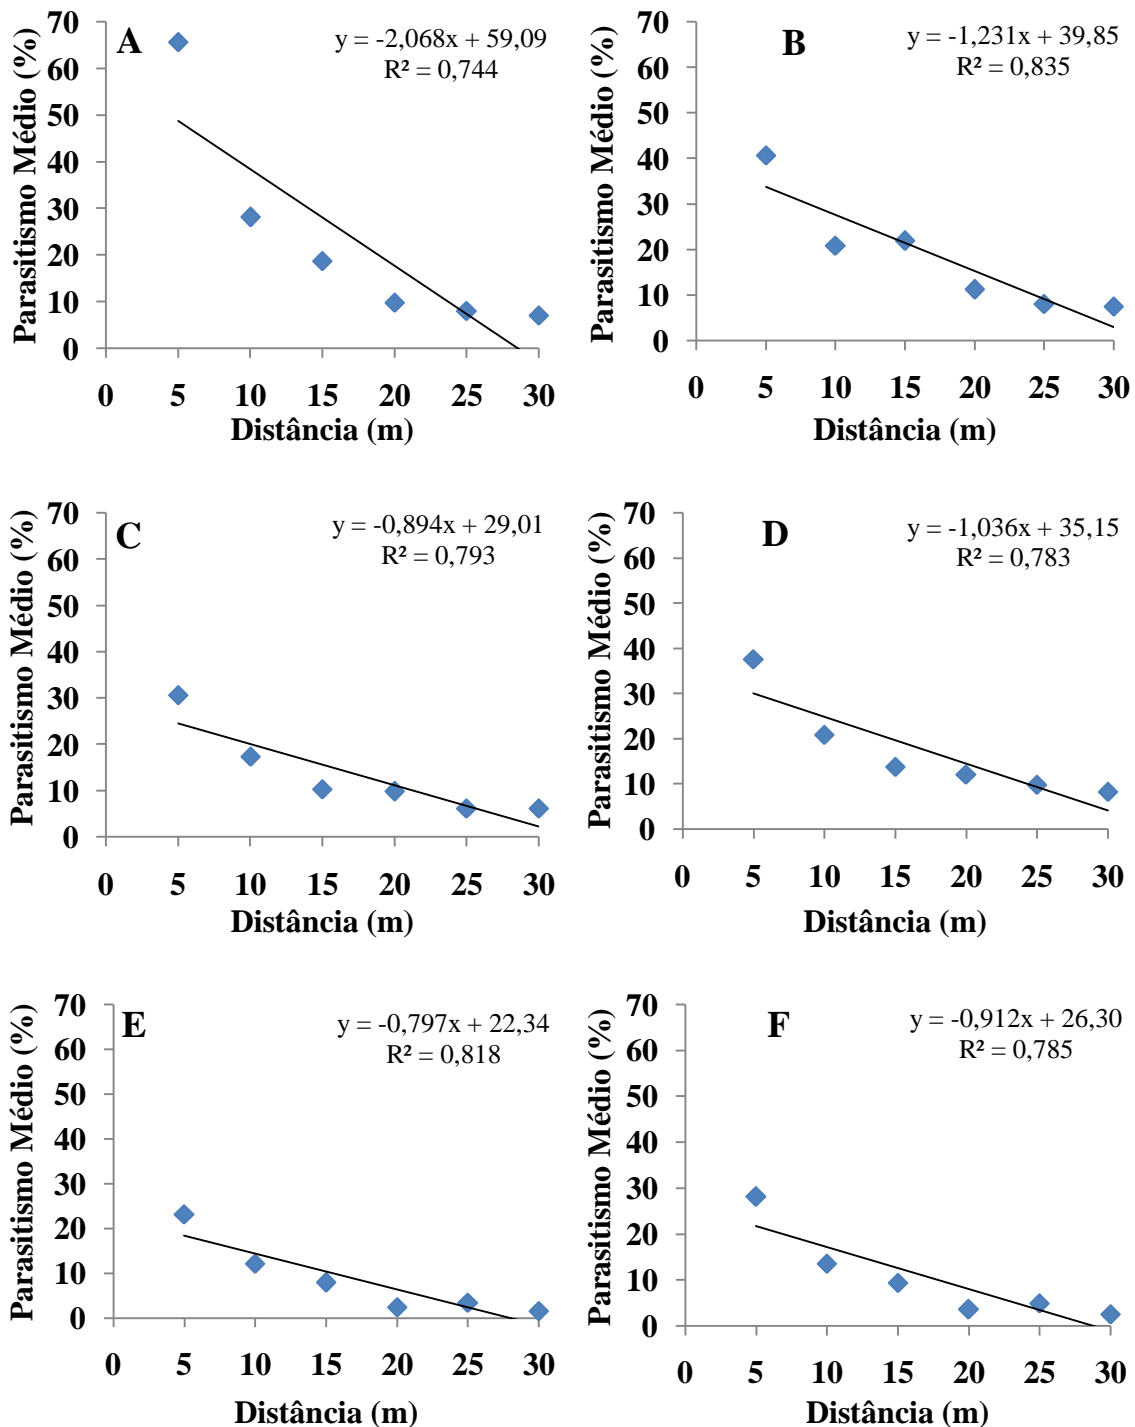 A
y = -2,068x + 59,09
R² = 0,744
Parasitismo Médio (%)
70
60
50
40
30
20
10
0
0 5 10 15 20 25 30
Distância (m)
B
y = -1,231x + 39,85
R² = 0,835
Parasitismo Médio (%)
70
60
50
40
30
20
10
0
0 5 10 15 20 25 30
Distância (m)
C
y = -0,894x + 29,01
R² = 0,793
Parasitismo Médio (%)
70
60
50
40
30
20
10
0
0 5 10 15 20 25 30
Distância (m)
D
y = -1,036x + 35,15
R² = 0,783
Parasitismo Médio (%)
70
60
50
40
30
20
10
0
0 5 10 15 20 25 30
Distância (m)
E
y = -0,797x + 22,34
R² = 0,818
Parasitismo Médio (%)
70
60
50
40
30
20
10
0
0 5 10 15 20 25 30
Distância (m)
F
y = -0,912x + 26,30
R² = 0,785
Parasitismo Médio (%)
70
60
50
40
30
20
10
0
0 5 10 15 20 25 30
Distância (m)